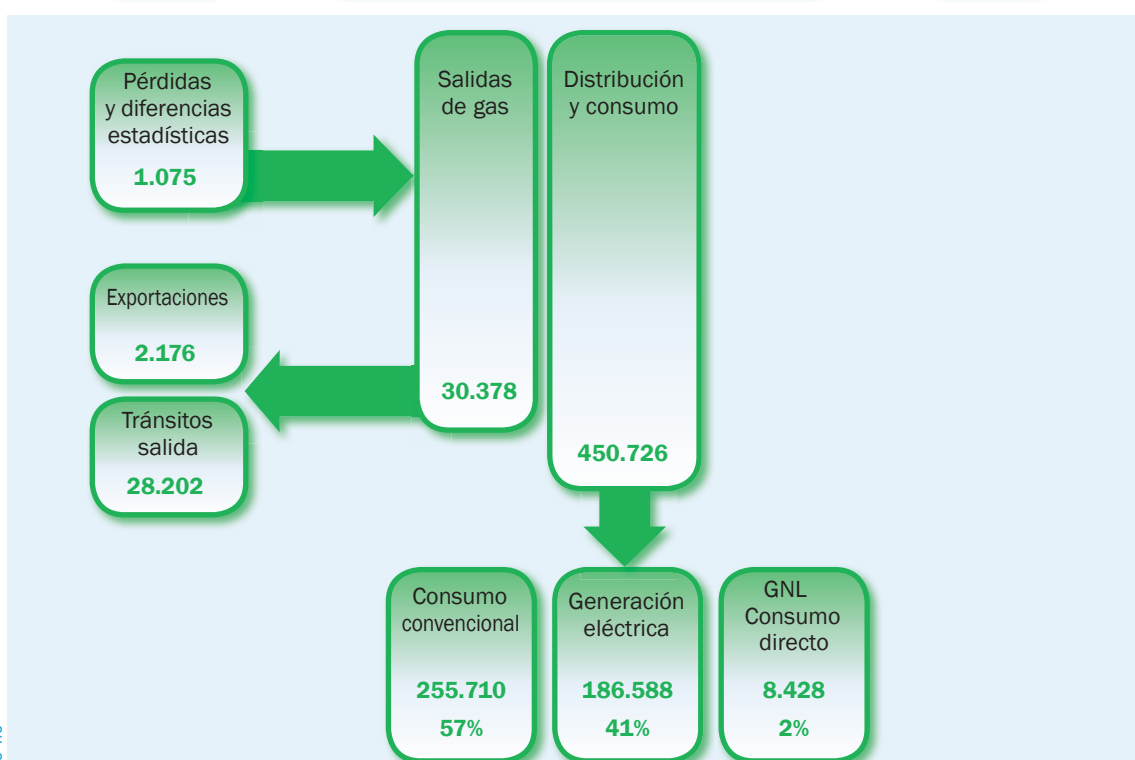 Pérdidas
y diferencias
estadísticas
1.075
Salidas
de gas
30.378
Distribución
y consumo
450.726
Exportaciones
2.176
Tránsitos
salida
28.202
Consumo
convencional
255.710
57%
Generación
eléctrica
186.588
41%
GNL
Consumo
directo
8.428
2%